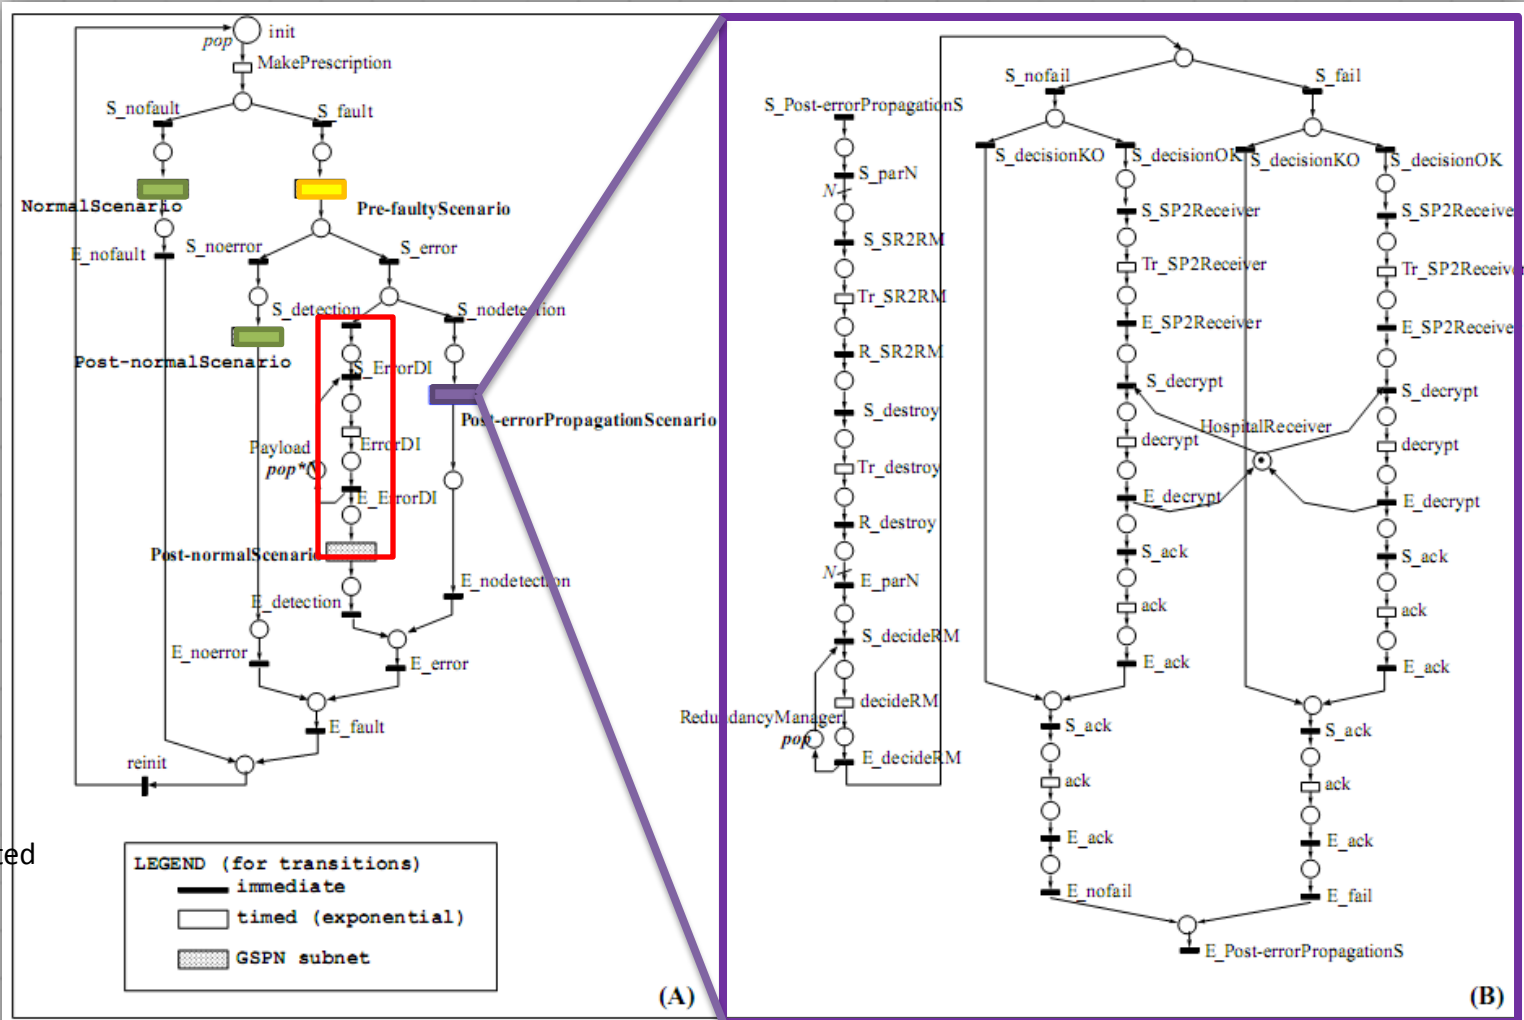 init
pop
MakePrescription
S_nofault
S_fault
NormalScenario
Pre-faultyScenario
E_nofault
S_noerror
S_error
S_detection
S_nodetection
Post-normalScenario
S_ErrorDI
Post-errorPropagationScenario
Payload
ErrorDI
pop*N
E_ErrorDI
Post-normalScenario
E_detection
E_nodetection
E_noerror
E_error
E_fault
reinit
ted
LEGEND (for transitions)
immediate
timed (exponential)
GSPN subnet
(A)
S_Post-errorPropagationS
S_parN
N
S_SR2RM
Tr_SR2RM
R_SR2RM
S_destroy
Tr_destroy
R_destroy
N
E_parN
S_decideRM
decideRM
RedundancyManager
pop
E_decideRM
S_nofail
S_fail
S_decisionKO
S_decisionOK
S_decisionKO
S_decisionOK
S_SP2Receiver
Tr_SP2Receiver
E_SP2Receiver
S_decrypt
HospitalReceiver
decrypt
E_decrypt
S_ack
ack
E_ack
S_SP2Receive
Tr_SP2Receive
E_SP2Receive
S_decrypt
decrypt
E_decrypt
S_ack
ack
E_ack
S_ack
ack
E_ack
E_nofail
S_ack
ack
E_ack
E_fail
E_Post-errorPropagationS
(B)